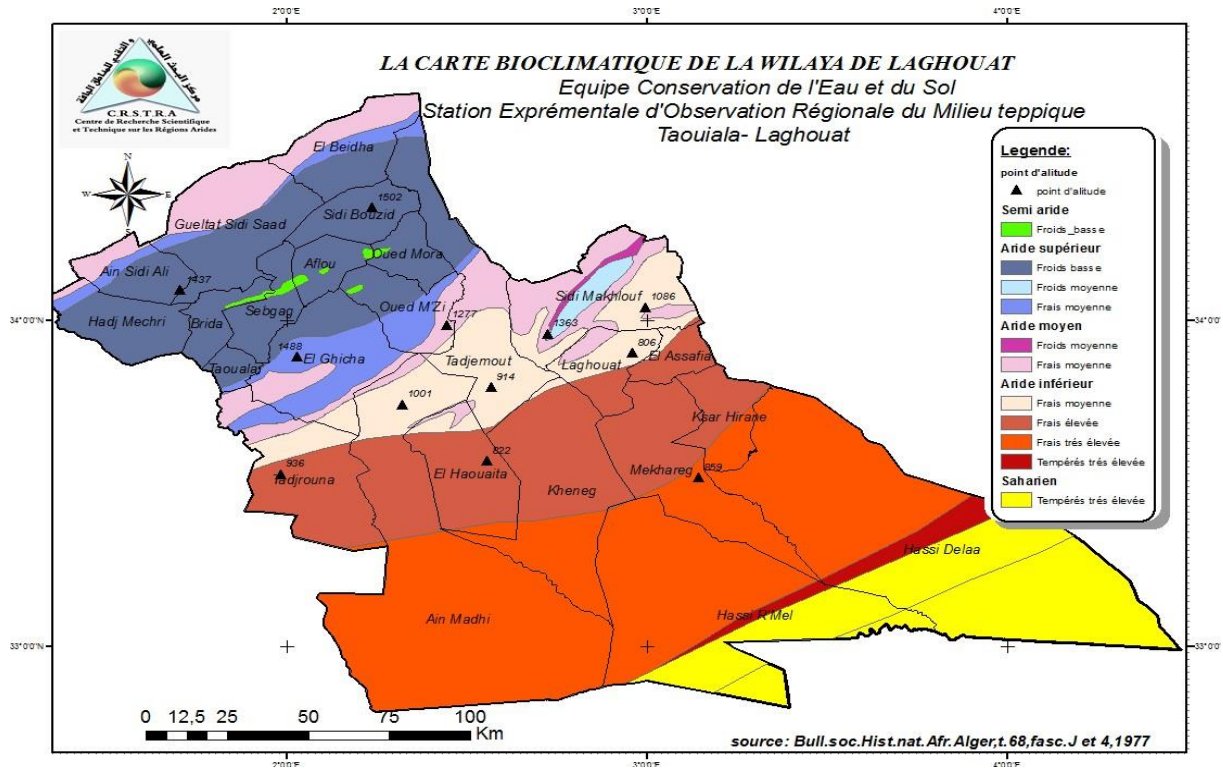 2°0'0"E
3°0'0"E
4°0'0"E
C.R.S.T.R.A
Centre de Recherche Scientifique
et Technique sur les Régions Arides
LA CARTE BIOCLIMATIQUE DE LA WILAYA DE LAGHOUAT
Equipe Conservation de l'Eau et du Sol
Station Exprémentale d'Observation Régionale du Milieu teppique
Taouiala- Laghouat
N
W
E
S
El Beidha
1502
Sidi Bouzid
Gueltat Sidi Saad
Oued Mora
Aflou
Ain Sidi Ali
1437
Sebgag
Oued M'Zi
Hadj Mechri
Brida
1277
Sidi Makhlouf
1086
1363
1488
El Ghicha
Taouala
Tadjemout
Laghouat
806
El Assafia
914
1001
Ksar Hirane
936
Tadjrouna
822
El Haouaita
Mekhareg
859
Kheneg
Hassi Delaa
Ain Madhi
Hassi R'Mel
34°0'0"N
34°0'0"N
33°0'0"N
33°0'0"N
Legende:
point d'altitude
point d'alitude
Semi aride
Froids_basse
Aride supérieur
Froids basse
Froids moyenne
Frais moyenne
Aride moyen
Froids moyenne
Frais moyenne
Aride inférieur
Frais moyenne
Frais élevée
Frais trés élevée
Tempérés trés élevée
Saharien
Tempérés trés élevée
0 12,5 25 50 75 100
Km
source: Bull.soc.Hist.nat.Afr.Alger,t.68,fasc.J et 4,1977
2°0'0"E
3°0'0"E
4°0'0"E